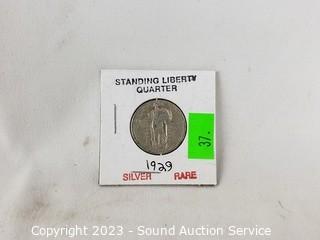 STANDING LIBERTY
QUARTER
37.
1929
SILVER RARE
Copyright 2023 - Sound Auction Service